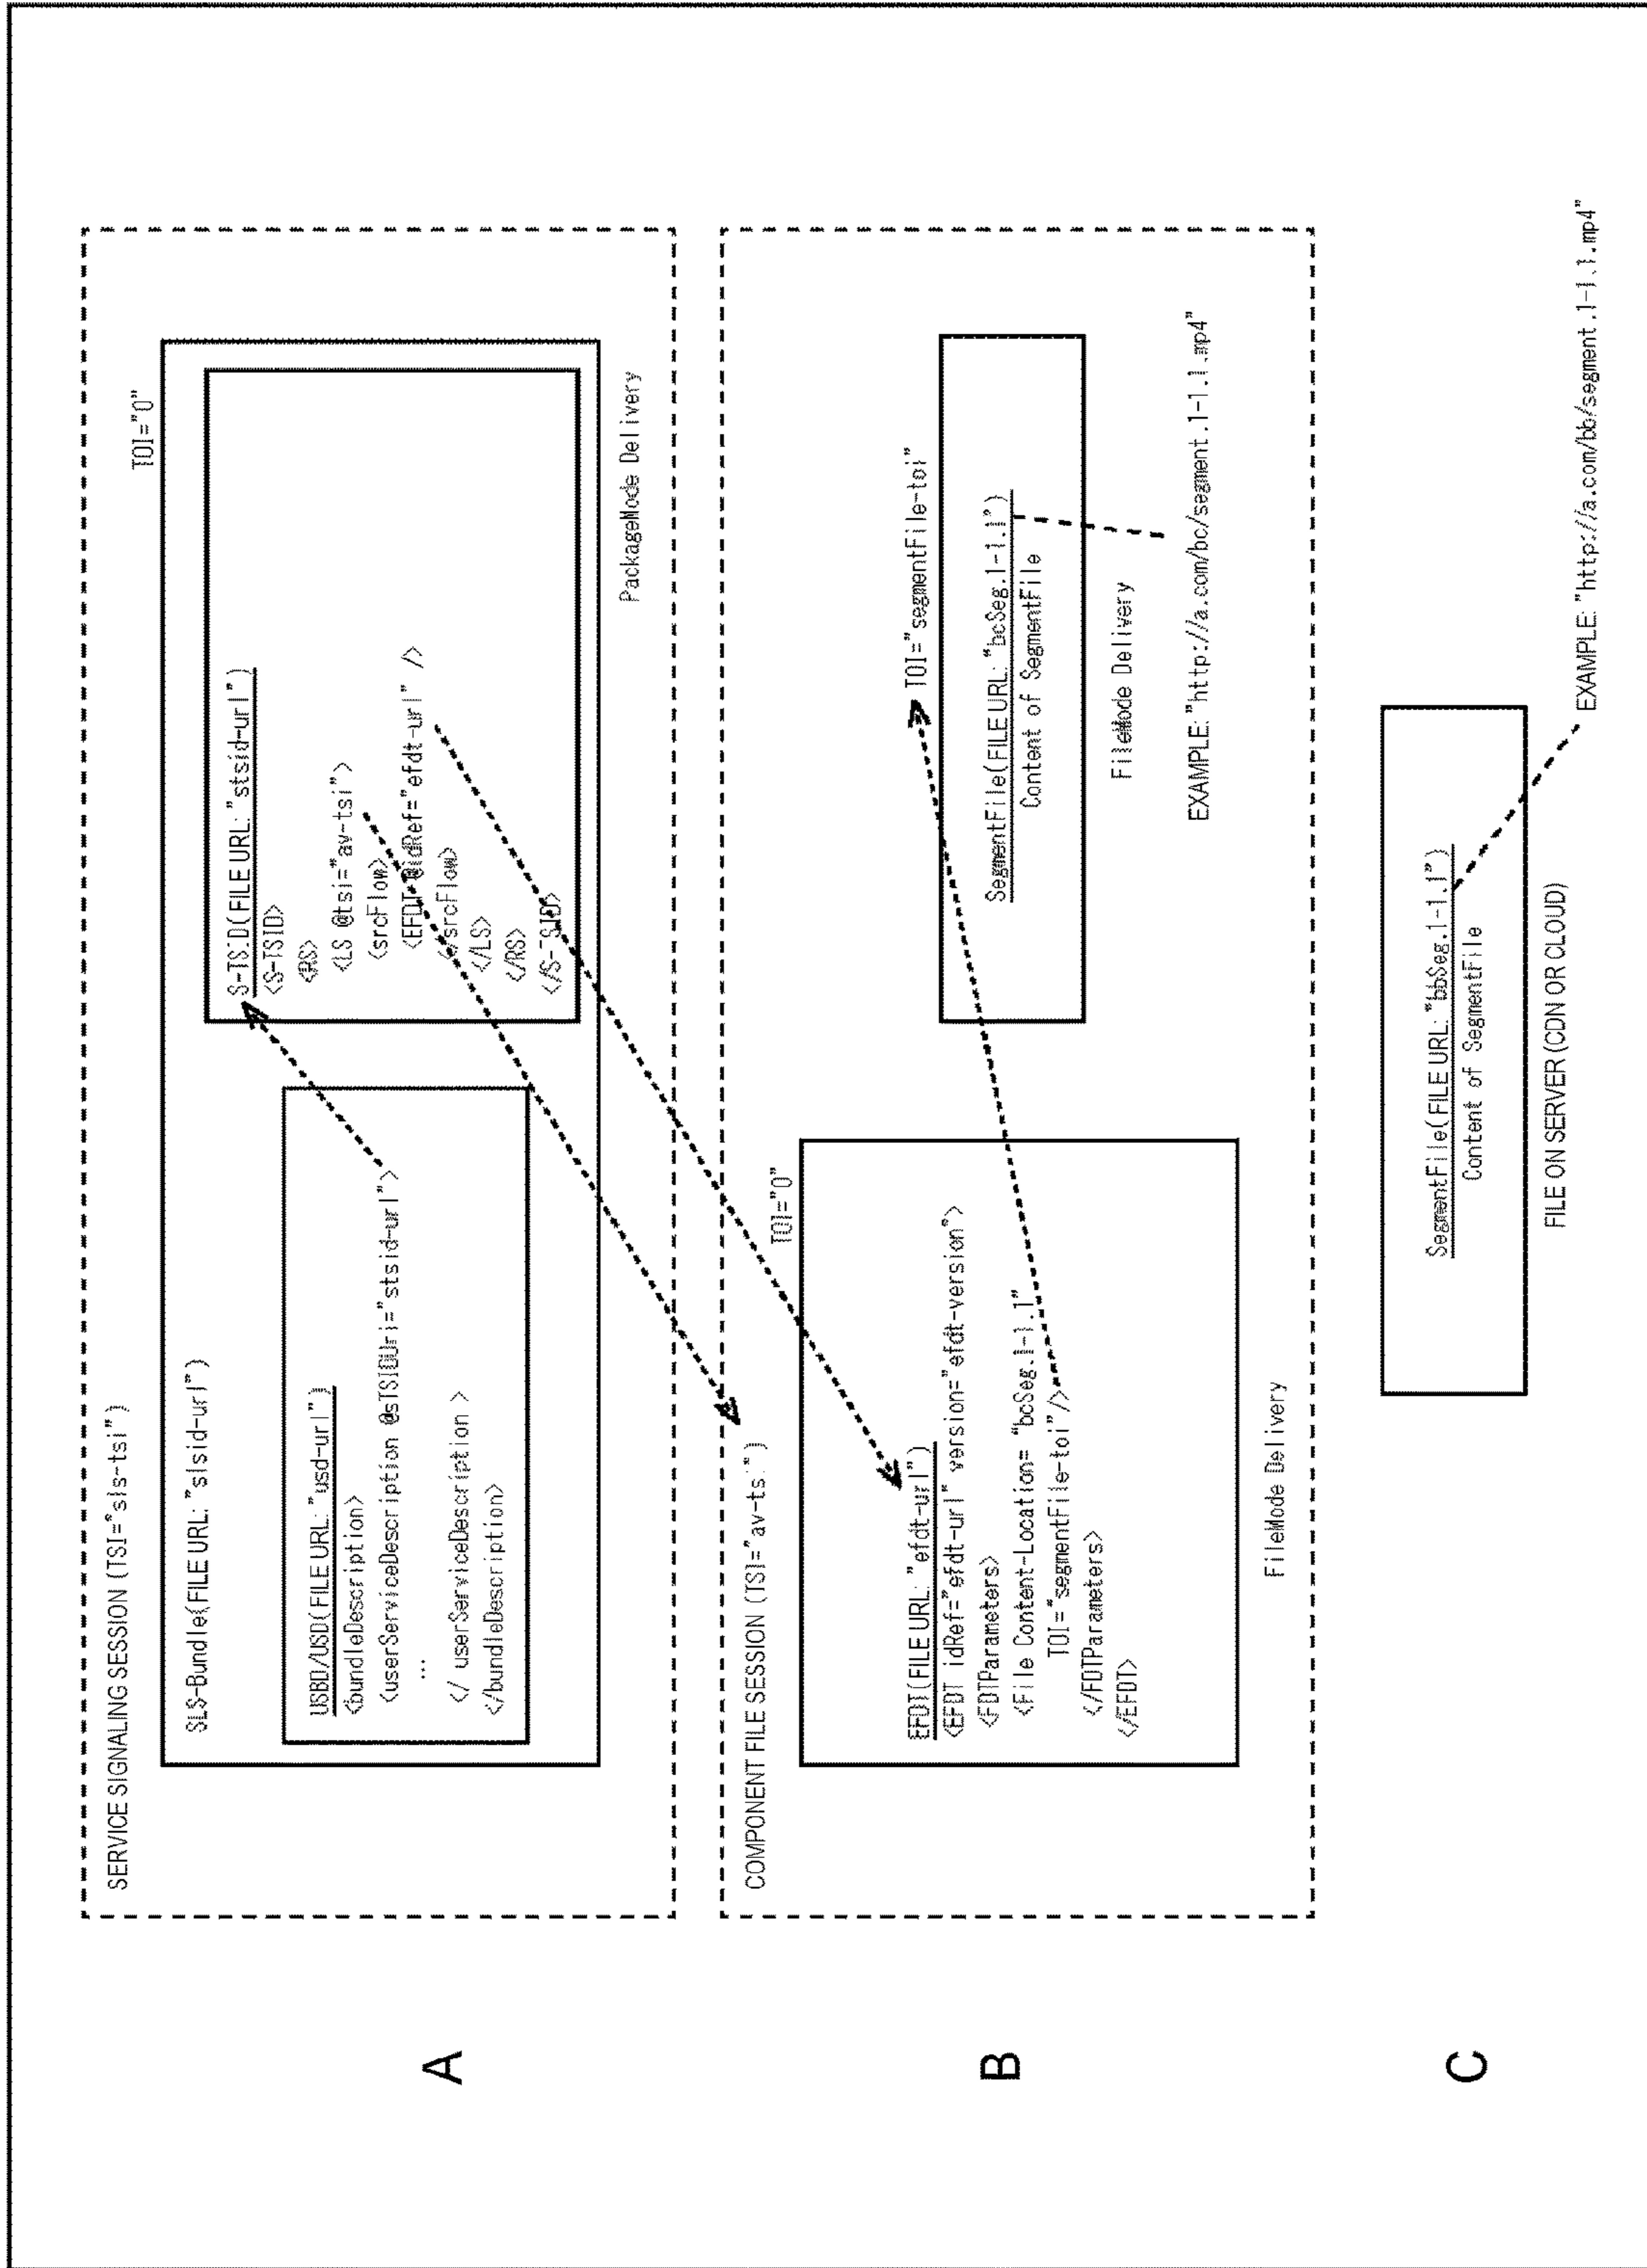 A
SERVICE SIGNALING SESSION (TSI="sls-tsi")
TOI="0"
SLS-Bundle(FILE URL: "slsid-url")
USBD/USD(FILE URL: "usd-url")
<bundleDescription>
<userServiceDescription @sTSIDUri="stsid-url">
...
</ userServiceDescription >
</bundleDescription>
S-TSID(FILE URL: "stsid-url")
<S-TSID>
<RS>
<LS @tsi="av-tsi">
<srcFlow>
<EFDT @idRef="efdt-url" />
</srcFlow>
</LS>
</RS>
</S-TSID>
PackageMode Delivery
B
COMPONENT FILE SESSION (TSI="av-tsi")
TOI="0"
EFDT(FILE URL: "efdt-url")
<EFDT idRef="efdt-url" version="efdt-version">
<FDTParameters>
<File Content-Location= "bcSeg.1-1.1"
TOI="segmentFile-toi"/>
</FDTParameters>
</EFDT>
FileMode Delivery
TOI="segmentFile-toi"
SegmentFile(FILE URL: "bcSeg.1-1.1")
Content of SegmentFile
FileMode Delivery
EXAMPLE: "http://a.com/bc/segment.1-1.1.mp4"
C
SegmentFile(FILE URL: "bbSeg.1-1.1")
Content of SegmentFile
FILE ON SERVER (CDN OR CLOUD)
EXAMPLE: "http://a.com/bb/segment.1-1.1.mp4"